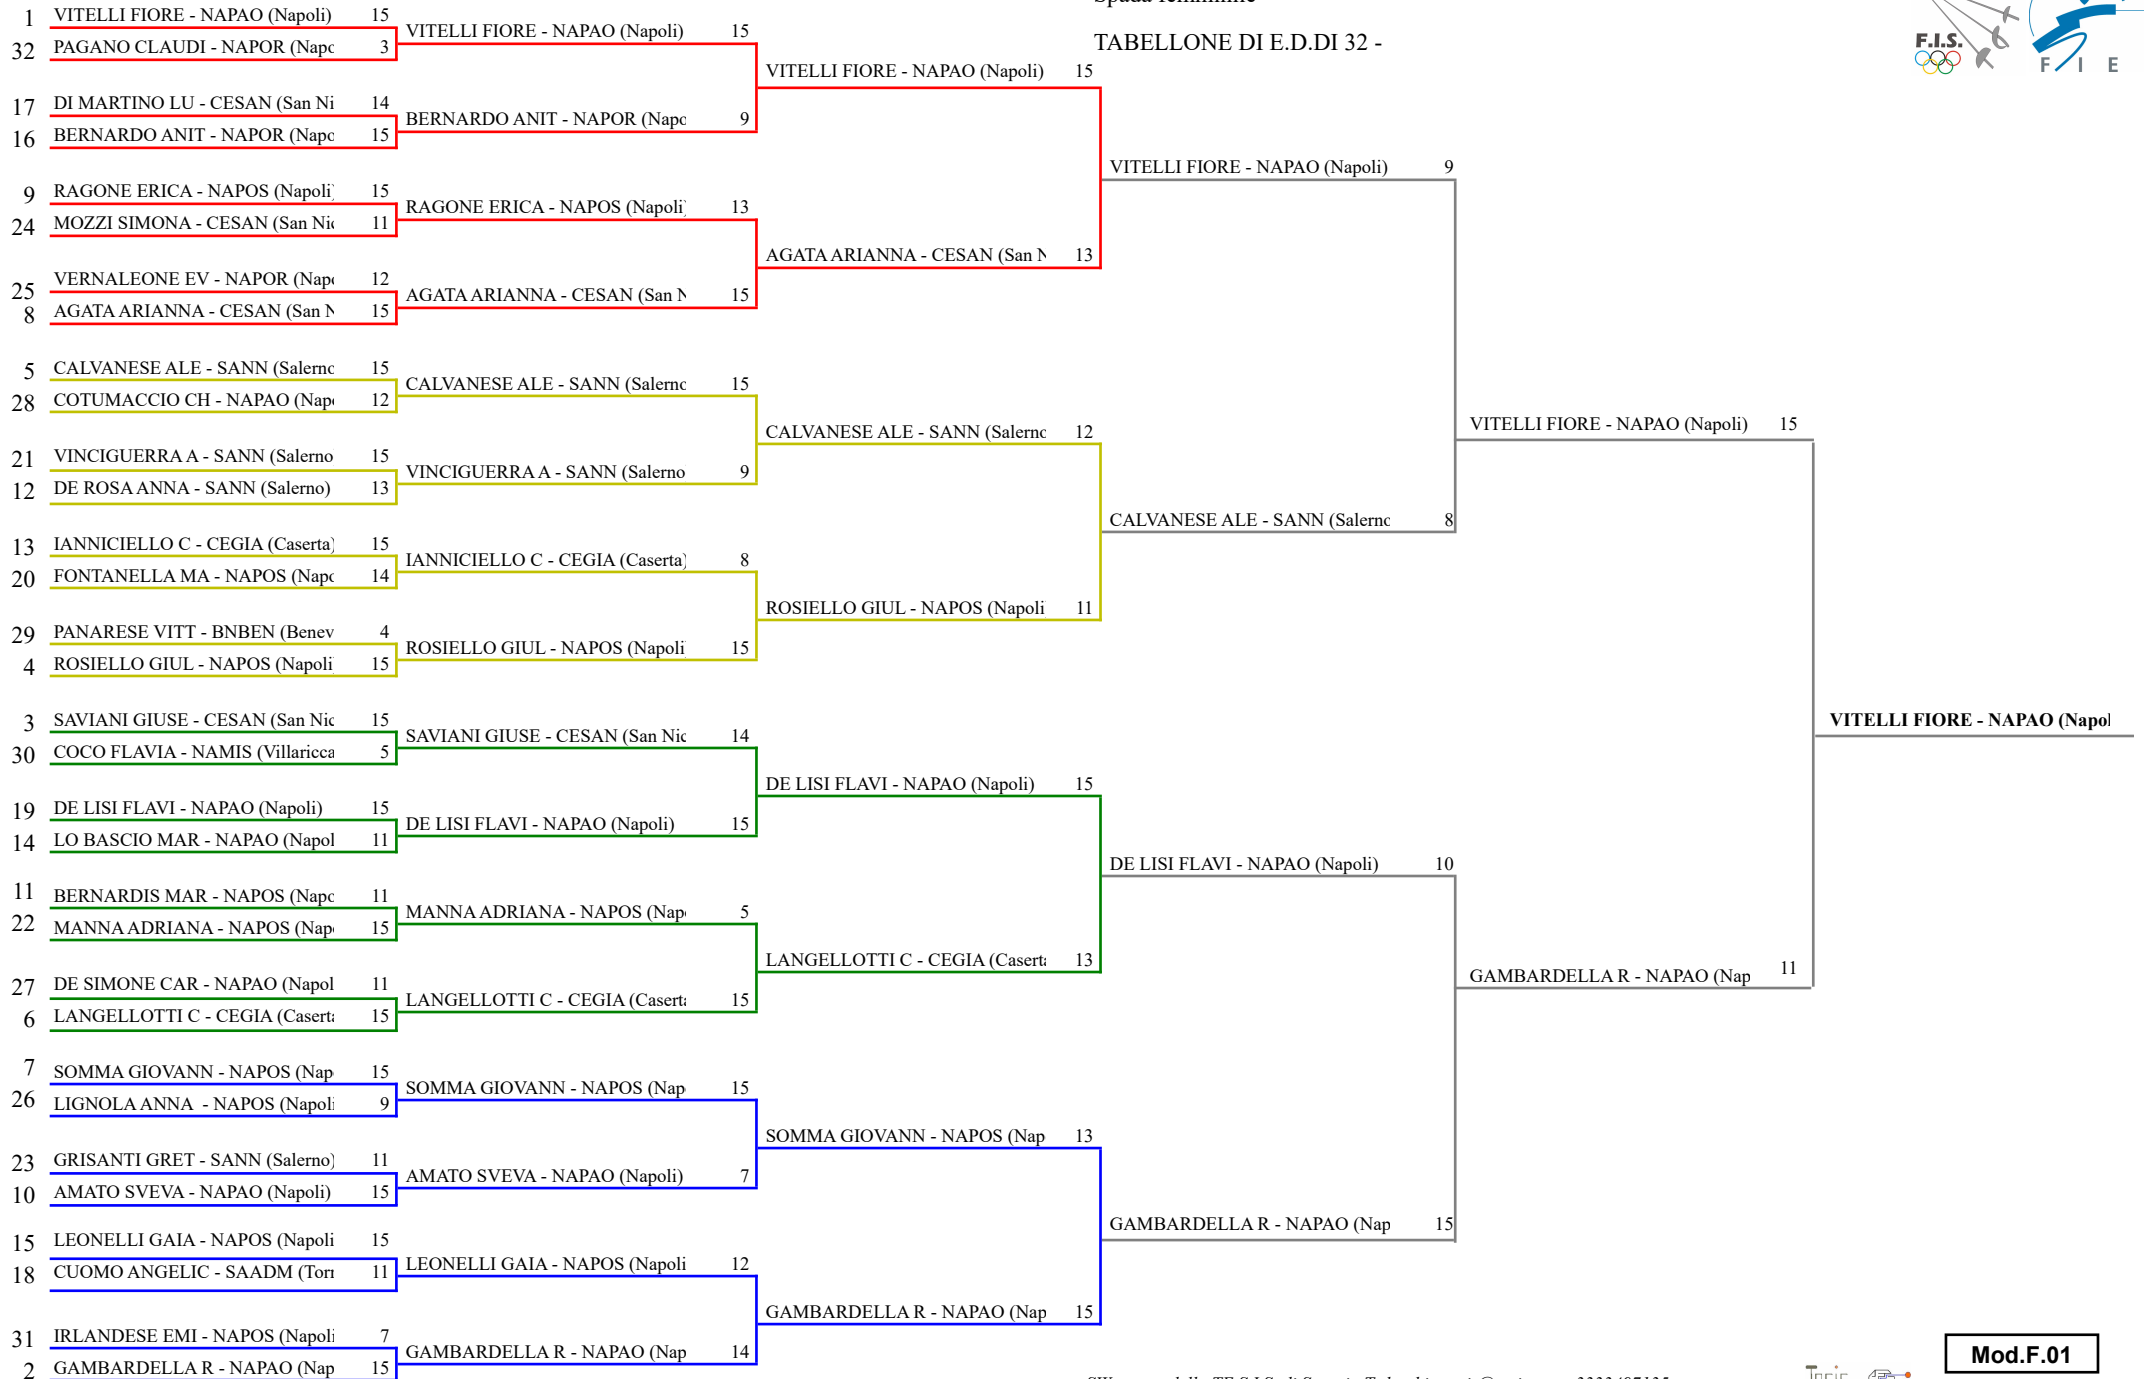 Spada femminile
TABELLONE DI E.D.DI 32 -
F.I.S.
F I E
1 VITELLI FIORE - NAPAO (Napoli) 15
32 PAGANO CLAUDI - NAPOR (Napo 3
17 DI MARTINO LU - CESAN (San Ni 14
16 BERNARDO ANIT - NAPOR (Napo 15
9 RAGONE ERICA - NAPOS (Napoli) 15
24 MOZZI SIMONA - CESAN (San Nic 11
25 VERNALEONE EV - NAPOR (Napo 12
8 AGATA ARIANNA - CESAN (San N 15
5 CALVANESE ALE - SANN (Salerno 15
28 COTUMACCIO CH - NAPAO (Napo 12
21 VINCIGUERRA A - SANN (Salerno 15
12 DE ROSA ANNA - SANN (Salerno) 13
13 IANNICIELLO C - CEGIA (Caserta) 15
20 FONTANELLA MA - NAPOS (Napo 14
29 PANARESE VITT - BNBEN (Benev 4
4 ROSIELLO GIUL - NAPOS (Napoli 15
3 SAVIANI GIUSE - CESAN (San Nic 15
30 COCO FLAVIA - NAMIS (Villaricca 5
19 DE LISI FLAVI - NAPAO (Napoli) 15
14 LO BASCIO MAR - NAPAO (Napol 11
11 BERNARDIS MAR - NAPOS (Napo 11
22 MANNA ADRIANA - NAPOS (Nap 15
27 DE SIMONE CAR - NAPAO (Napol 11
6 LANGELLOTTI C - CEGIA (Caserta 15
7 SOMMA GIOVANN - NAPOS (Nap 15
26 LIGNOLA ANNA - NAPOS (Napoli 9
23 GRISANTI GRET - SANN (Salerno) 11
10 AMATO SVEVA - NAPAO (Napoli) 15
15 LEONELLI GAIA - NAPOS (Napoli 15
18 CUOMO ANGELIC - SAADM (Torr 11
31 IRLANDESE EMI - NAPOS (Napoli 7
2 GAMBARDELLA R - NAPAO (Nap 15
VITELLI FIORE - NAPAO (Napoli) 15
BERNARDO ANIT - NAPOR (Napo 9
RAGONE ERICA - NAPOS (Napoli) 13
AGATA ARIANNA - CESAN (San N 15
CALVANESE ALE - SANN (Salerno 15
VINCIGUERRA A - SANN (Salerno 9
IANNICIELLO C - CEGIA (Caserta) 8
ROSIELLO GIUL - NAPOS (Napoli 15
SAVIANI GIUSE - CESAN (San Nic 14
DE LISI FLAVI - NAPAO (Napoli) 15
MANNA ADRIANA - NAPOS (Nap 5
LANGELLOTTI C - CEGIA (Caserta 15
SOMMA GIOVANN - NAPOS (Nap 15
AMATO SVEVA - NAPAO (Napoli) 7
LEONELLI GAIA - NAPOS (Napoli 12
GAMBARDELLA R - NAPAO (Nap 14
VITELLI FIORE - NAPAO (Napoli) 15
AGATA ARIANNA - CESAN (San N 13
CALVANESE ALE - SANN (Salerno 12
ROSIELLO GIUL - NAPOS (Napoli 11
DE LISI FLAVI - NAPAO (Napoli) 15
LANGELLOTTI C - CEGIA (Caserta 13
SOMMA GIOVANN - NAPOS (Nap 13
GAMBARDELLA R - NAPAO (Nap 15
VITELLI FIORE - NAPAO (Napoli) 9
CALVANESE ALE - SANN (Salerno 8
DE LISI FLAVI - NAPAO (Napoli) 10
GAMBARDELLA R - NAPAO (Nap 15
VITELLI FIORE - NAPAO (Napoli) 15
GAMBARDELLA R - NAPAO (Nap 11
VITELLI FIORE - NAPAO (Napol
Mod.F.01